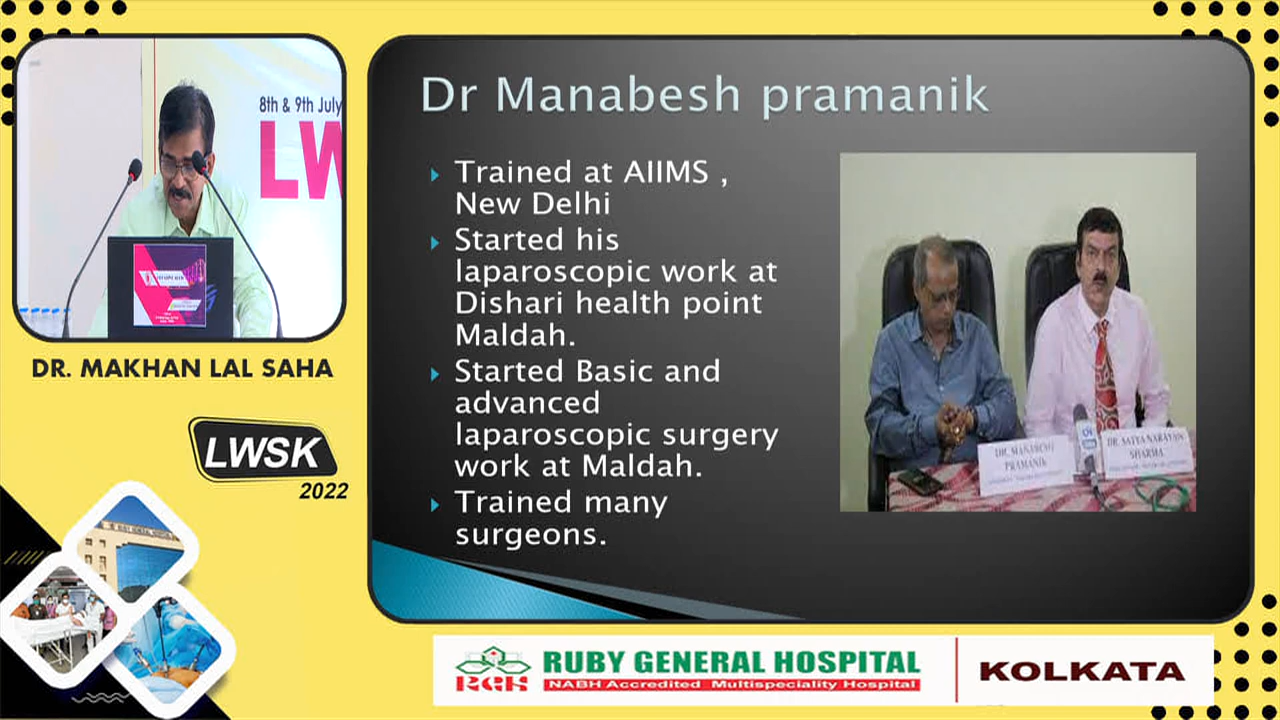 8th & 9th July
LW
DR. MAKHAN LAL SAHA
LWSK
2022
Dr Manabesh pramanik
Trained at AIIMS ,
New Delhi
Started his
laparoscopic work at
Dishari health point
Maldah.
Started Basic and
advanced
laparoscopic surgery
work at Maldah.
Trained many
surgeons.
DR. MANABESH
PRAMANIK
DR. SATYA NARAYAN
SHARMA
RGH
RUBY GENERAL HOSPITAL
NABH Accredited Multispeciality Hospital
KOLKATA